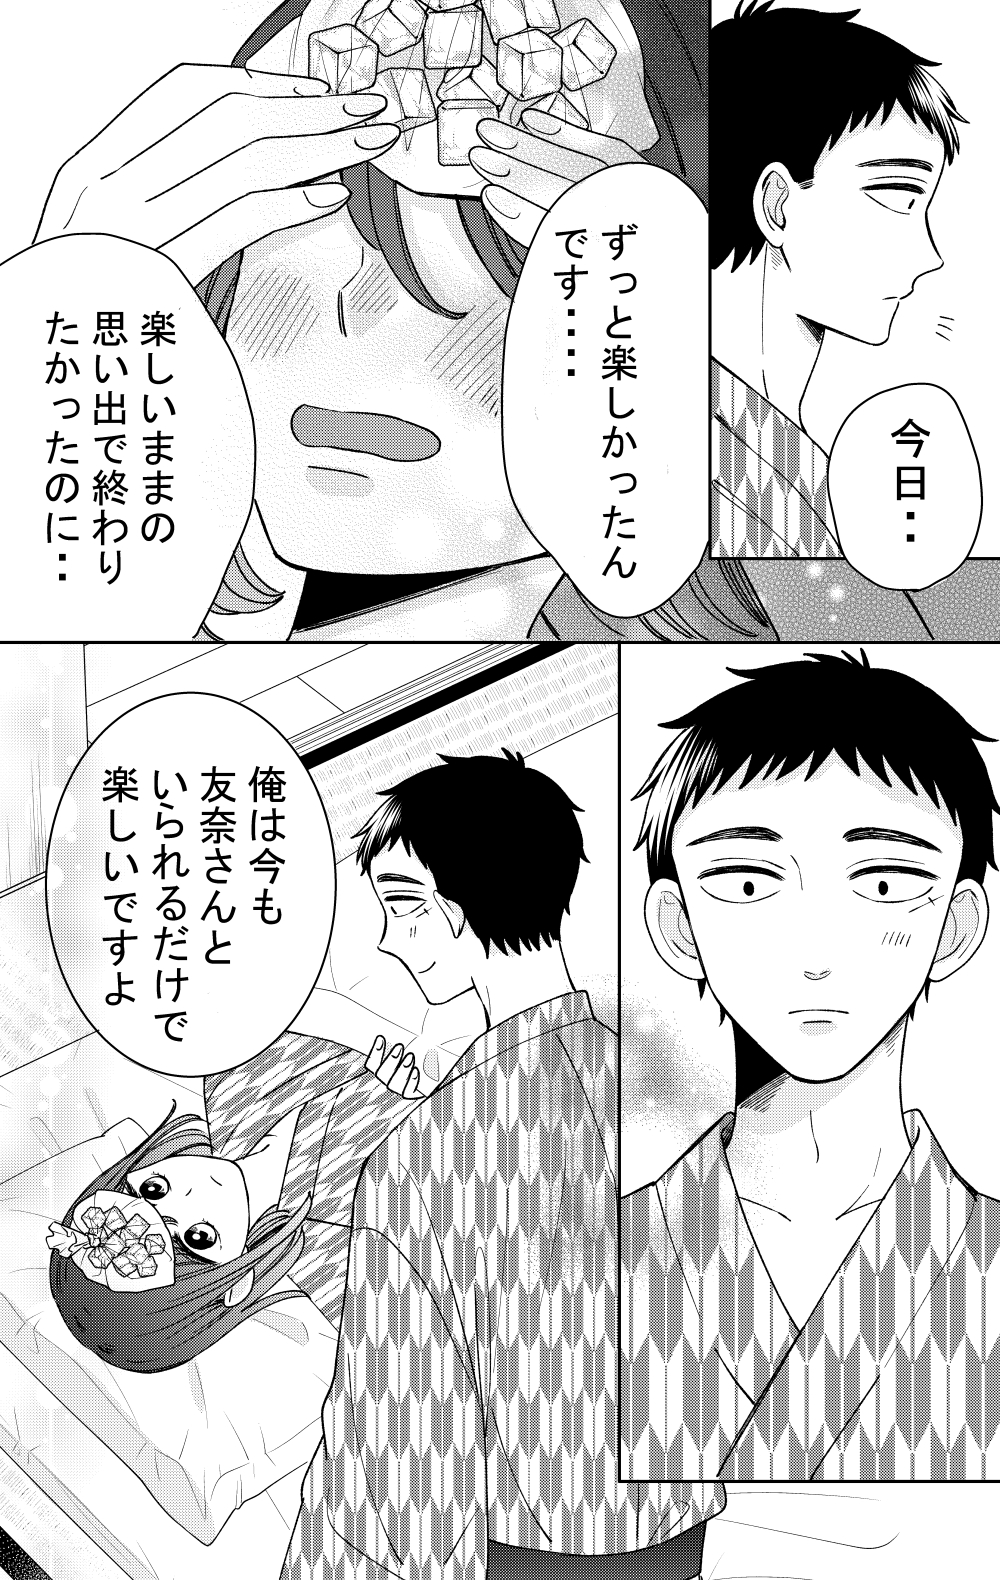 今日‥
ずっと楽しかったん
です‥‥
楽しいままの
思い出で終わり
たかったのに‥
俺は今も
友奈さんと
いられるだけで
楽しいですよ